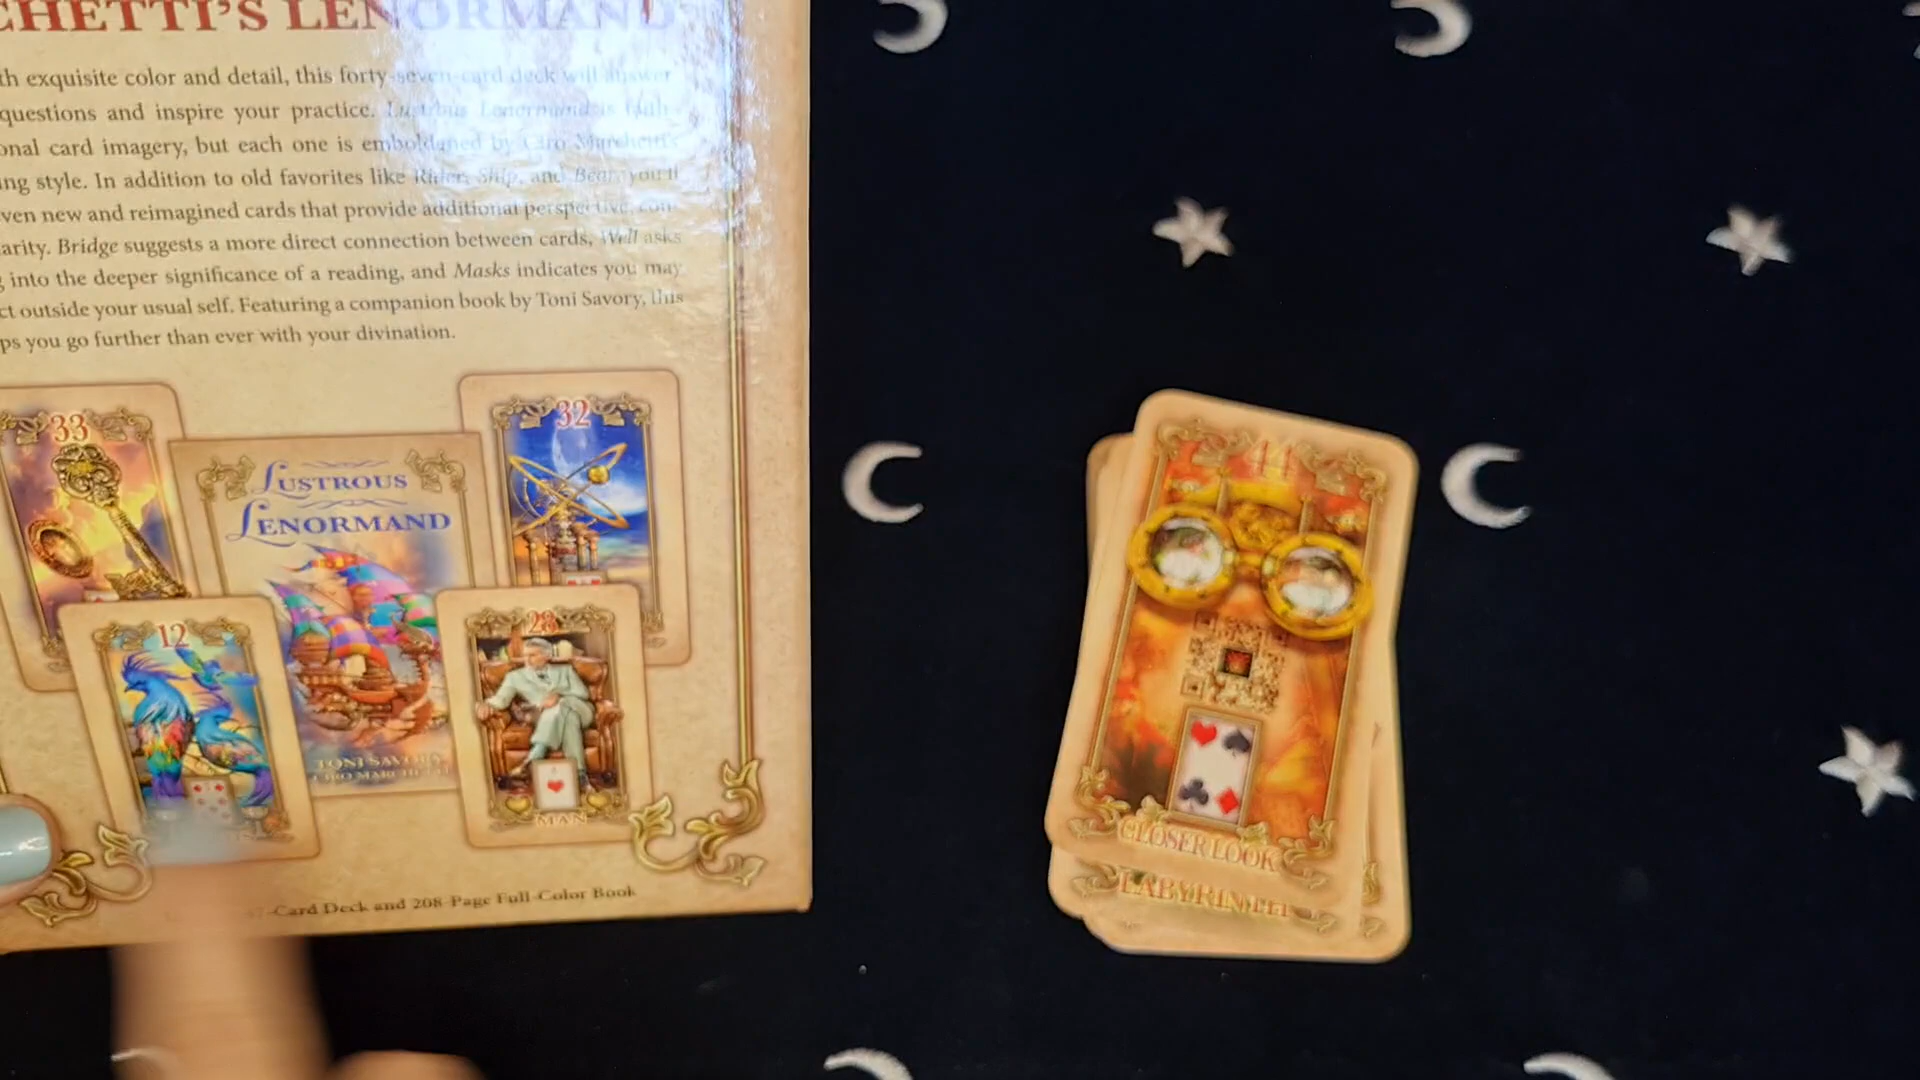 CHETTI'S LENORMAND
th exquisite color and detail, this forty-seven-card deck will answer
questions and inspire your practice. Lustrous Lenormand is faith-
onal card imagery, but each one is emboldened by Ciro Marchetti's
ng style. In addition to old favorites like Rider, Ship, and Bear, you'll
ven new and reimagined cards that provide additional perspective, con-
arity. Bridge suggests a more direct connection between cards, Well asks
g into the deeper significance of a reading, and Masks indicates you may
ct outside your usual self. Featuring a companion book by Toni Savory, this
ps you go further than ever with your divination.
33
32
LUSTROUS
LENORMAND
12
28
TONI SAVORY
CIRO MARCHETTI
MAN
47-Card Deck and 208-Page Full-Color Book
44
CLOSER LOOK
LABYRINTH